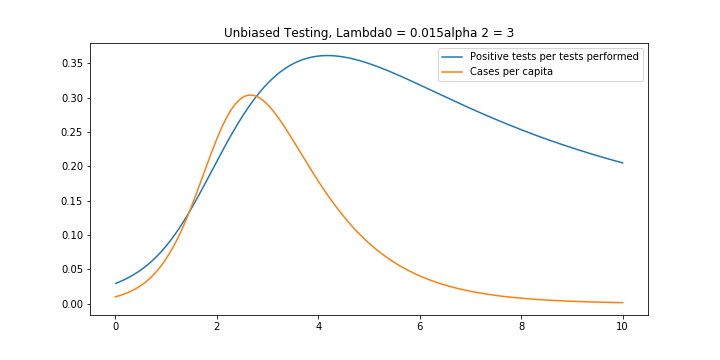 Unbiased Testing, Lambda0 = 0.015alpha 2 = 3
Positive tests per tests performed
Cases per capita
0.35
0.30
0.25
0.20
0.15
0.10
0.05
0.00
0 2 4 6 8 10